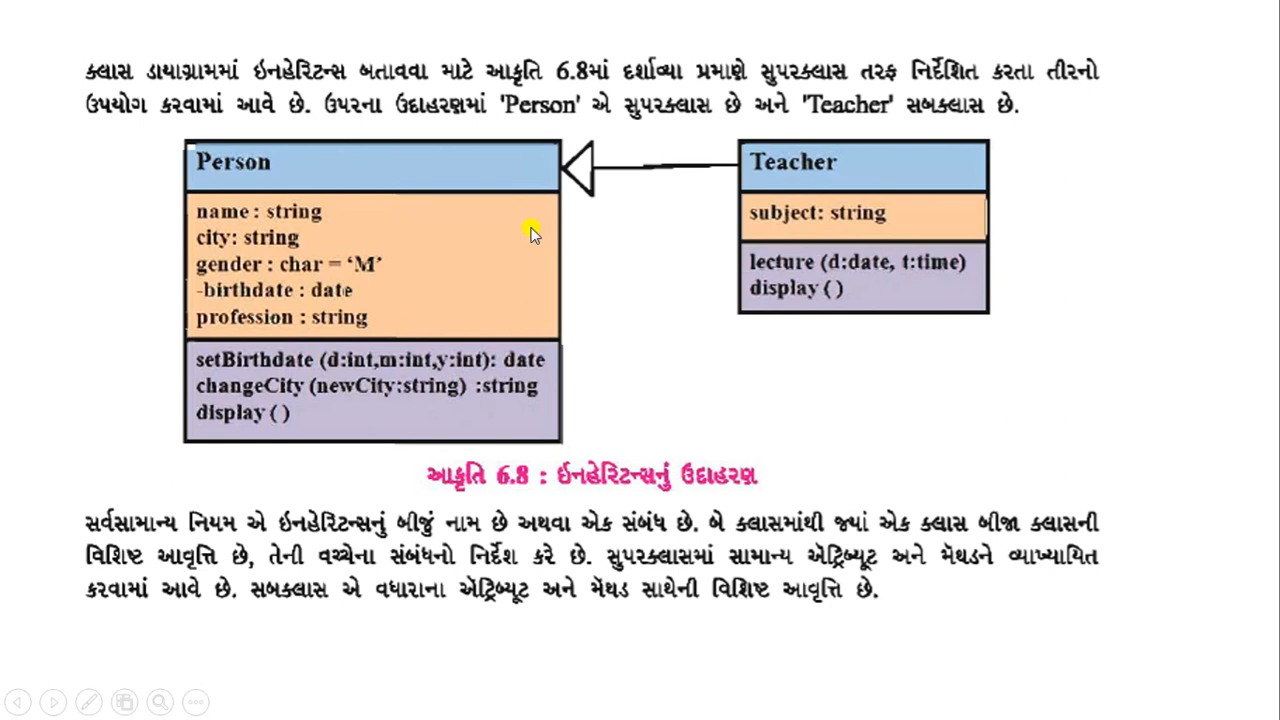 ક્લાસ ડાયાગ્રામમાં ઇનહેરિટન્સ બતાવવા માટે આકૃતિ 6.8માં દર્શાવ્યા પ્રમાણે સુપરક્લાસ તરફ નિર્દેશિત કરતા તીરનો
ઉપયોગ કરવામાં આવે છે. ઉપરના ઉદાહરણમાં 'Person' એ સુપરક્લાસ છે અને 'Teacher' સબક્લાસ છે.
Person
name : string
city: string
gender : char = ‘M’
-birthdate : date
profession : string
setBirthdate (d:int,m:int,y:int): date
changeCity (newCity:string) :string
display ( )
Teacher
subject: string
lecture (d:date, t:time)
display ( )
આકૃતિ 6.8 : ઇનહેરિટન્સનું ઉદાહરણ
સર્વસામાન્ય નિયમ એ ઇનહેરિટન્સનું બીજું નામ છે અથવા એક સંબંધ છે. બે ક્લાસમાંથી જ્યાં એક ક્લાસ બીજા ક્લાસની
વિશિષ્ટ આવૃત્તિ છે, તેની વચ્ચેના સંબંધનો નિર્દેશ કરે છે. સુપરક્લાસમાં સામાન્ય ઍટ્રિબ્યૂટ અને મૅથડને વ્યાખ્યાયિત
કરવામાં આવે છે. સબક્લાસ એ વધારાના ઍટ્રિબ્યૂટ અને મૅથડ સાથેની વિશિષ્ટ આવૃત્તિ છે.